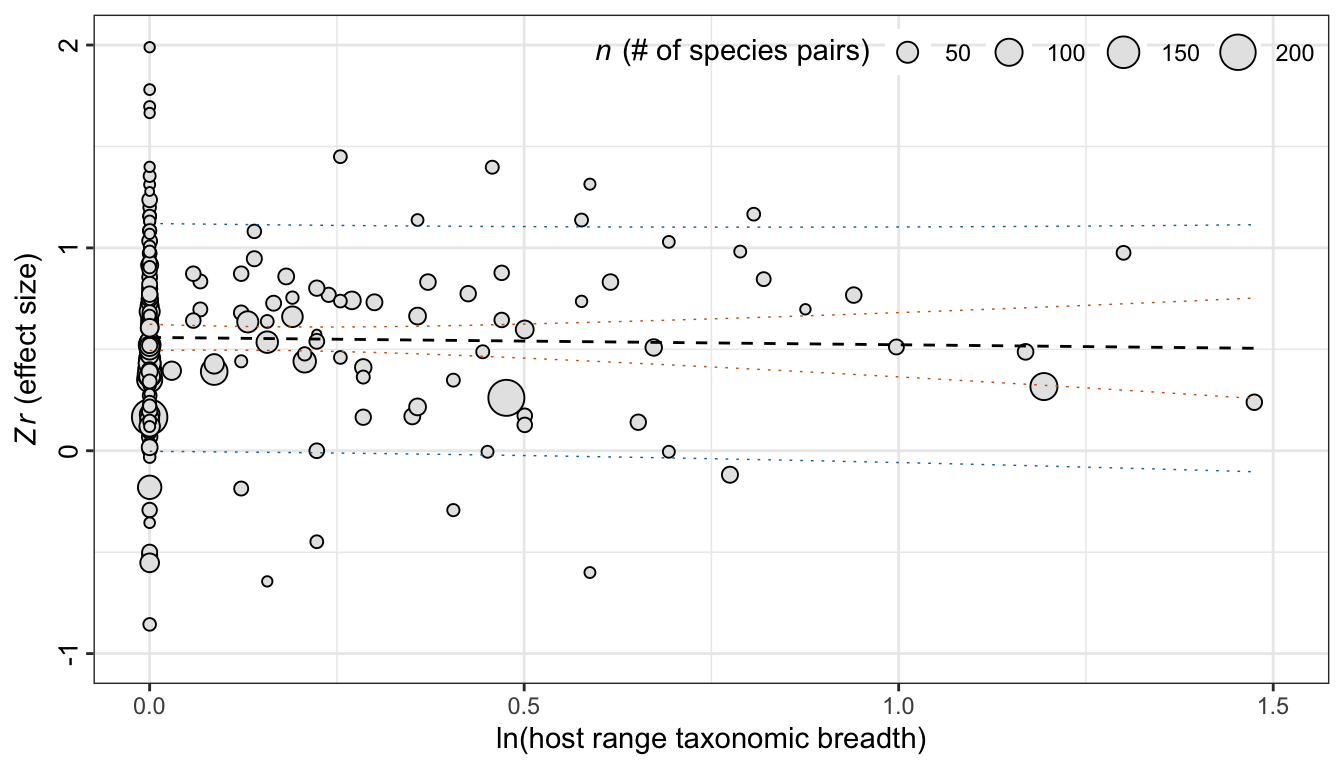 n (# of species pairs) 50 100 150 200
2
1
0
-1
Zr (effect size)
0.0 0.5 1.0 1.5
ln(host range taxonomic breadth)